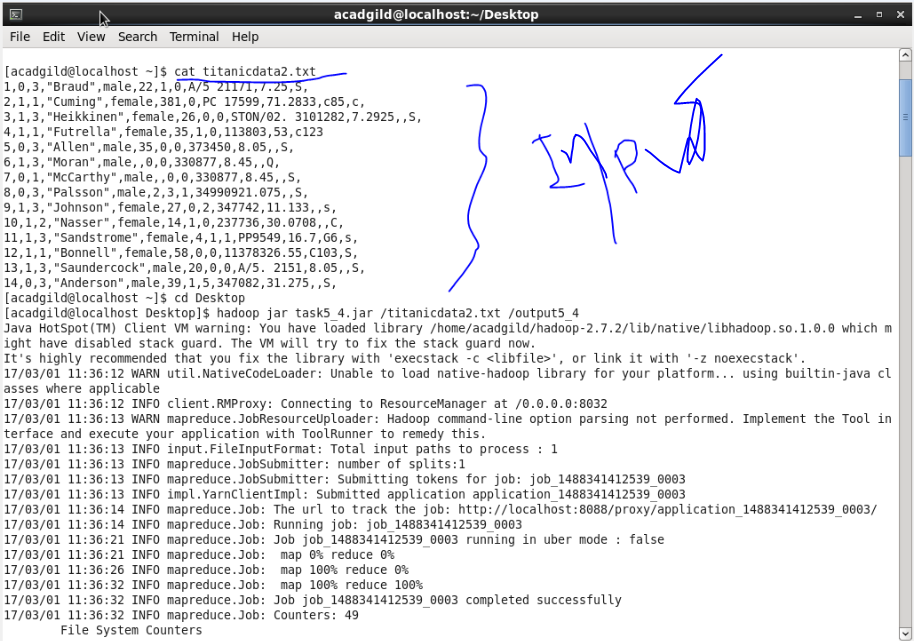 acadgild@localhost:~/Desktop
File Edit View Search Terminal Help
[acadgild@localhost ~]$ cat titanicdata2.txt
1,0,3,"Braud",male,22,1,0,A/5 21171,7.25,S,
2,1,1,"Cuming",female,381,0,PC 17599,71.2833,c85,c,
3,1,3,"Heikkinen",female,26,0,0,STON/02. 3101282,7.2925,,S,
4,1,1,"Futrella",female,35,1,0,113803,53,c123
5,0,3,"Allen",male,35,0,0,373450,8.05,,S,
6,1,3,"Moran",male,,0,0,330877,8.45,,Q,
7,0,1,"McCarthy",male,,0,0,330877,8.45,,S,
8,0,3,"Palsson",male,2,3,1,34990921.075,,S,
9,1,3,"Johnson",female,27,0,2,347742,11.133,,s,
10,1,2,"Nasser",female,14,1,0,237736,30.0708,,C,
11,1,3,"Sandstrome",female,4,1,1,PP9549,16.7,G6,s,
12,1,1,"Bonnell",female,58,0,0,11378326.55,C103,S,
13,1,3,"Saundercock",male,20,0,0,A/5. 2151,8.05,,S,
14,0,3,"Anderson",male,39,1,5,347082,31.275,,S,
[acadgild@localhost ~]$ cd Desktop
[acadgild@localhost Desktop]$ hadoop jar task5_4.jar /titanicdata2.txt /output5_4
Java HotSpot(TM) Client VM warning: You have loaded library /home/acadgild/hadoop-2.7.2/lib/native/libhadoop.so.1.0.0 which m
ight have disabled stack guard. The VM will try to fix the stack guard now.
It's highly recommended that you fix the library with 'execstack -c <libfile>', or link it with '-z noexecstack'.
17/03/01 11:36:12 WARN util.NativeCodeLoader: Unable to load native-hadoop library for your platform... using builtin-java cl
asses where applicable
17/03/01 11:36:12 INFO client.RMProxy: Connecting to ResourceManager at /0.0.0.0:8032
17/03/01 11:36:13 WARN mapreduce.JobResourceUploader: Hadoop command-line option parsing not performed. Implement the Tool in
terface and execute your application with ToolRunner to remedy this.
17/03/01 11:36:13 INFO input.FileInputFormat: Total input paths to process : 1
17/03/01 11:36:13 INFO mapreduce.JobSubmitter: number of splits:1
17/03/01 11:36:13 INFO mapreduce.JobSubmitter: Submitting tokens for job: job_1488341412539_0003
17/03/01 11:36:13 INFO impl.YarnClientImpl: Submitted application application_1488341412539_0003
17/03/01 11:36:14 INFO mapreduce.Job: The url to track the job: http://localhost:8088/proxy/application_1488341412539_0003/
17/03/01 11:36:14 INFO mapreduce.Job: Running job: job_1488341412539_0003
17/03/01 11:36:21 INFO mapreduce.Job: Job job_1488341412539_0003 running in uber mode : false
17/03/01 11:36:21 INFO mapreduce.Job:  map 0% reduce 0%
17/03/01 11:36:26 INFO mapreduce.Job:  map 100% reduce 0%
17/03/01 11:36:32 INFO mapreduce.Job:  map 100% reduce 100%
17/03/01 11:36:32 INFO mapreduce.Job: Job job_1488341412539_0003 completed successfully
17/03/01 11:36:32 INFO mapreduce.Job: Counters: 49
File System Counters